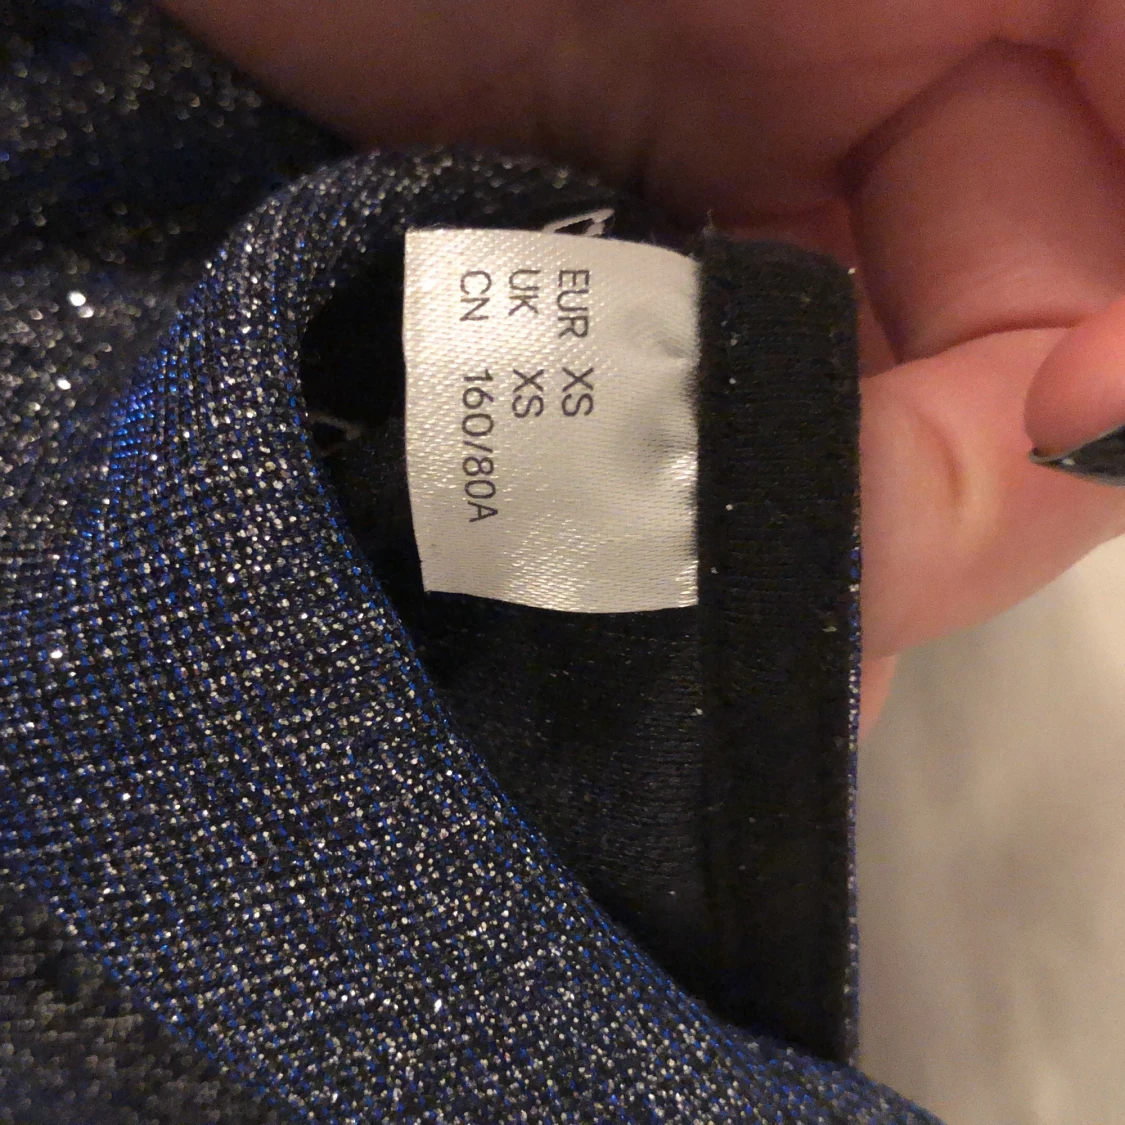 EUR XS
UK XS
CN 160/80A